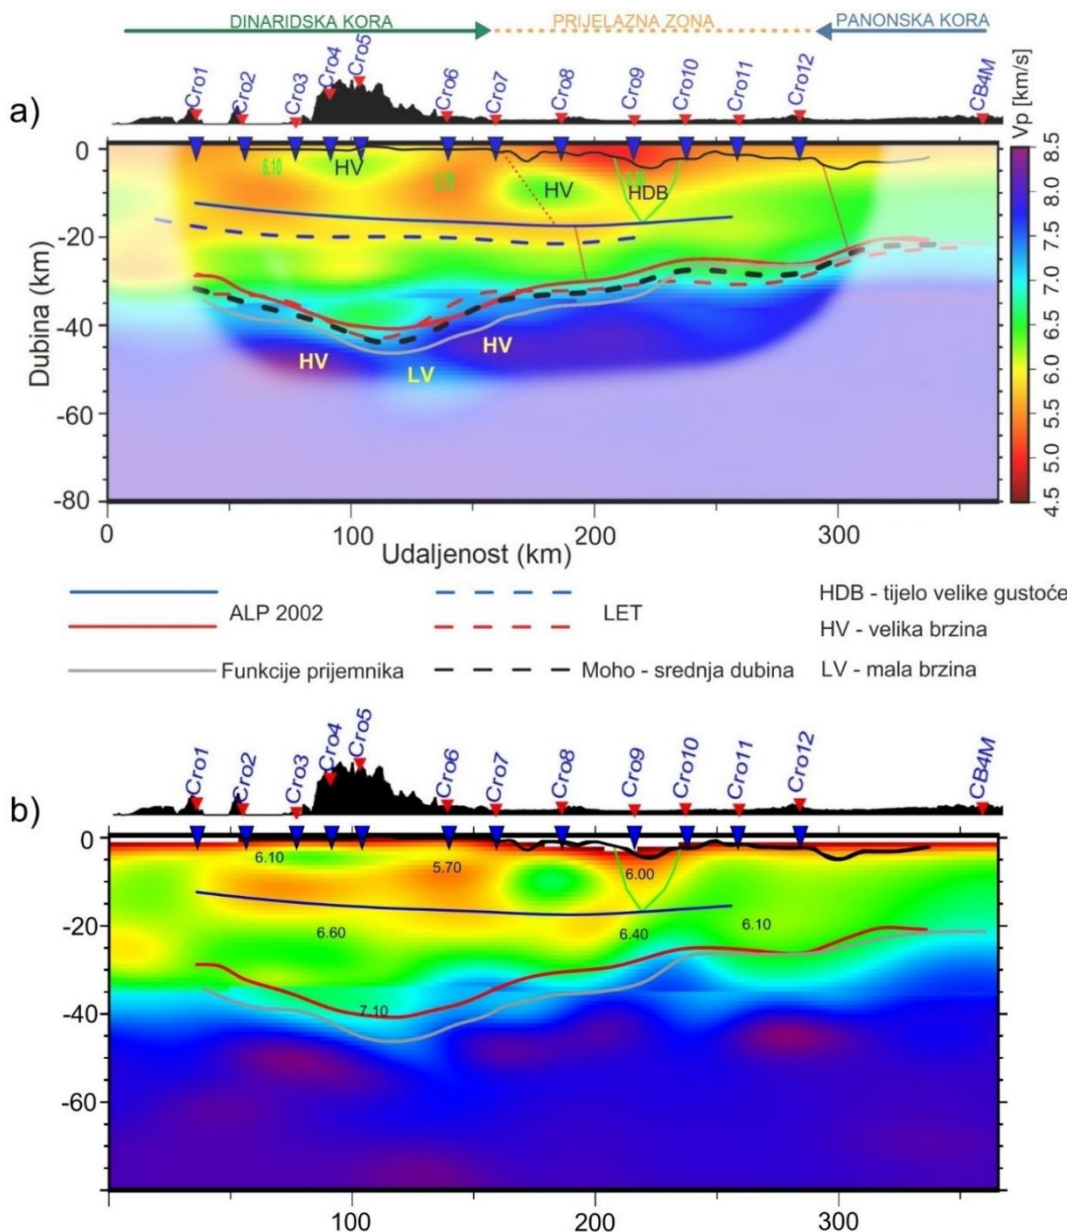 DINARIDSKA KORA PRIJELAZNA ZONA PANONSKA KORA
a)
Cro1 Cro2 Cro3 Cro4 Cro5 Cro6 Cro7 Cro8 Cro9 Cro10 Cro11 Cro12 CB4M
Vp [km/s]
8.5 8.0 7.5 7.0 6.5 6.0 5.5 5.0 4.5
Dubina (km)
0
-20
-40
-60
-80
6.10 HV HV HDB
HV LV HV
0 100 200 300
Udaljenost (km)
ALP 2002 LET HDB - tijelo velike gustoće
HV - velika brzina
Funkcije prijemnika Moho - srednja dubina LV - mala brzina
b)
Cro1 Cro2 Cro3 Cro4 Cro5 Cro6 Cro7 Cro8 Cro9 Cro10 Cro11 Cro12 CB4M
0
-20
-40
-60
6.10 5.70 6.00
6.60 6.40 6.10
7.10
100 200 300